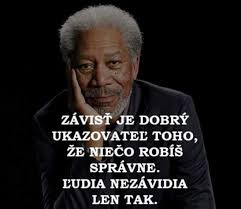 ZÁVISŤ JE DOBRÝ
UKAZOVATEĽ TOHO,
ŽE NIEČO ROBÍŠ
SPRÁVNE.
ĽUDIA NEZÁVIDIA
LEN TAK.